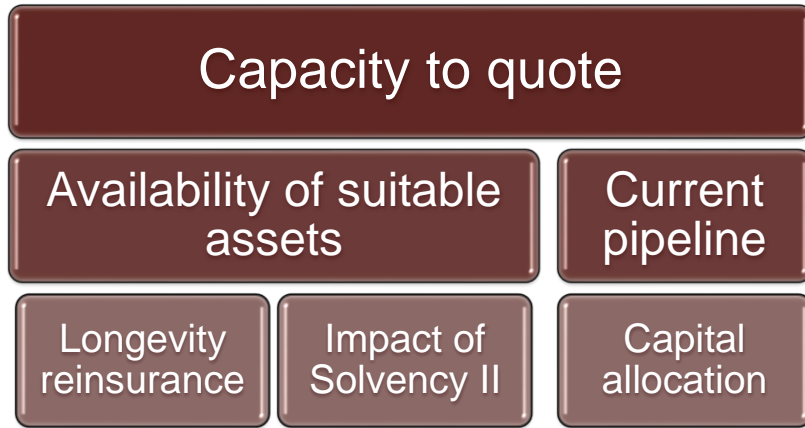 Capacity to quote
Availability of suitable
assets
Current
pipeline
Longevity
reinsurance
Impact of
Solvency II
Capital
allocation